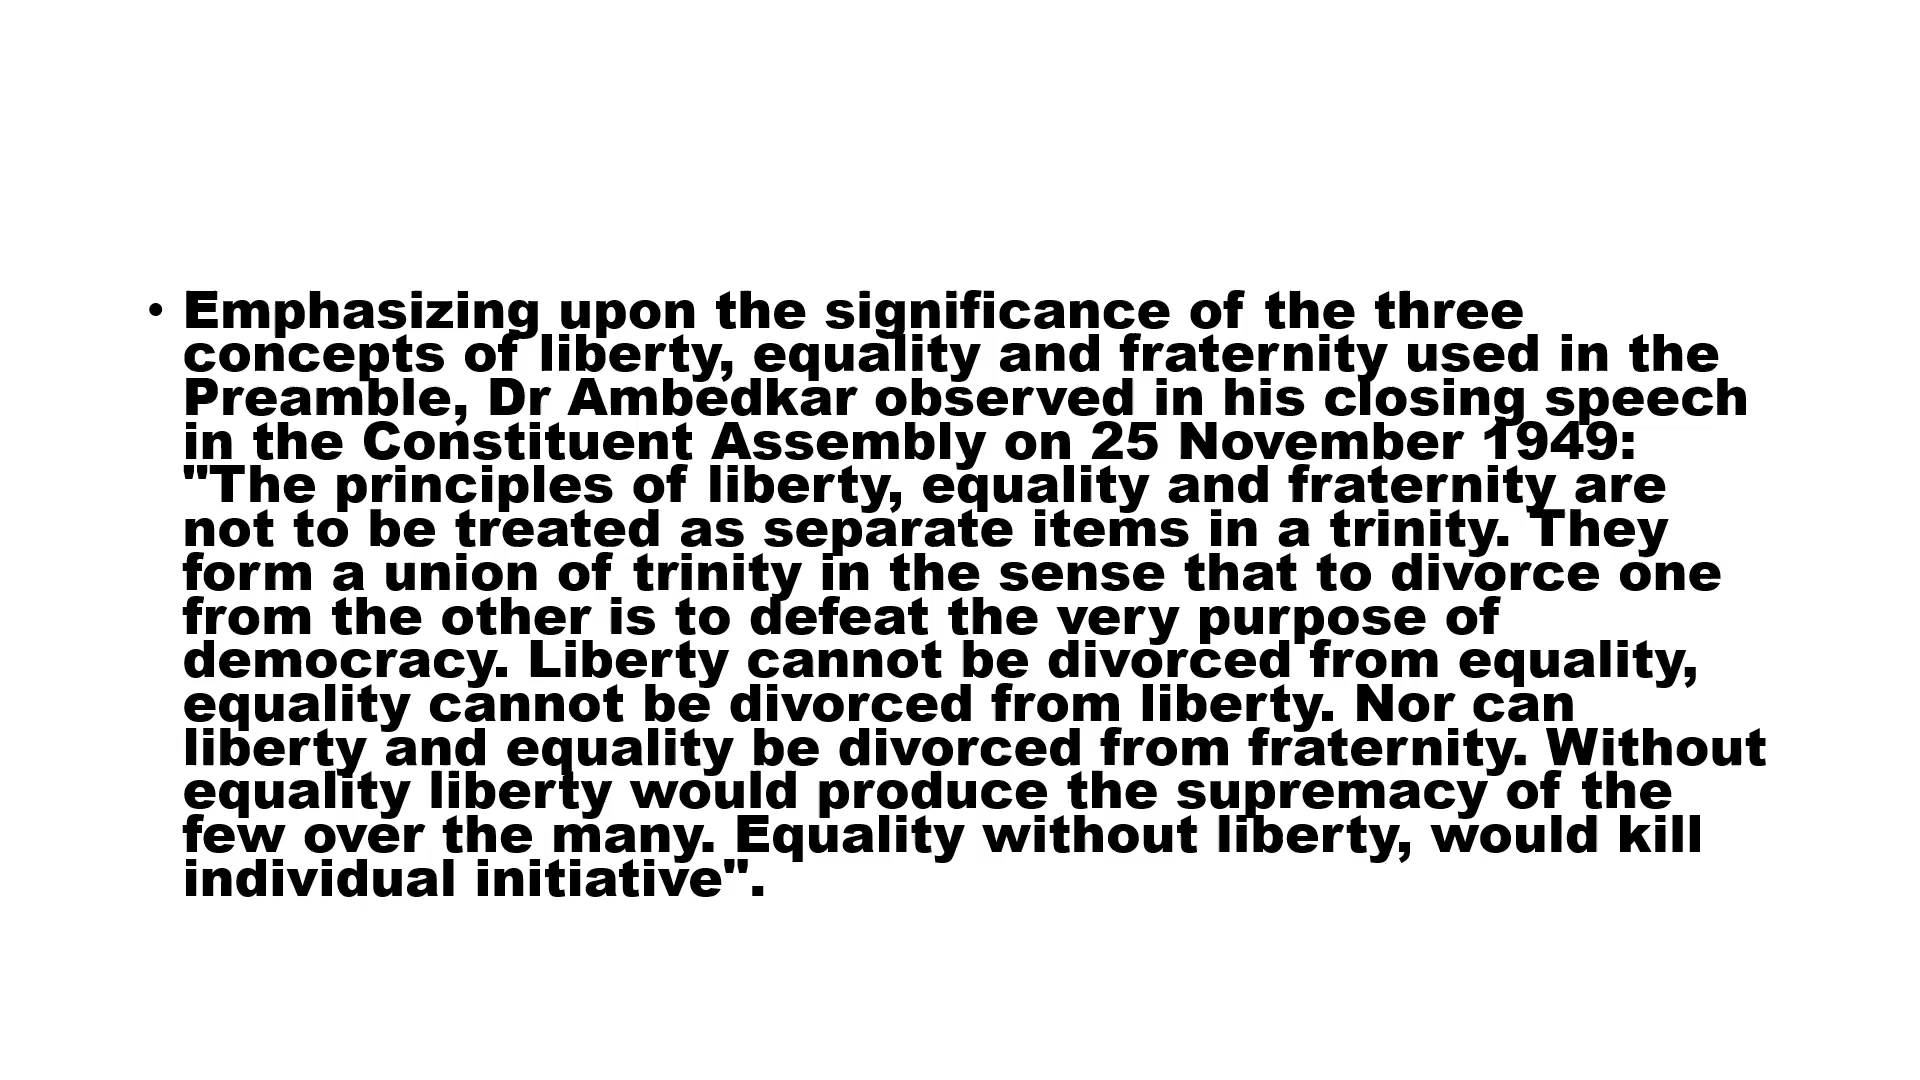 • Emphasizing upon the significance of the three
concepts of liberty, equality and fraternity used in the
Preamble, Dr Ambedkar observed in his closing speech
in the Constituent Assembly on 25 November 1949:
"The principles of liberty, equality and fraternity are
not to be treated as separate items in a trinity. They
form a union of trinity in the sense that to divorce one
from the other is to defeat the very purpose of
democracy. Liberty cannot be divorced from equality,
equality cannot be divorced from liberty. Nor can
liberty and equality be divorced from fraternity. Without
equality liberty would produce the supremacy of the
few over the many. Equality without liberty, would kill
individual initiative".